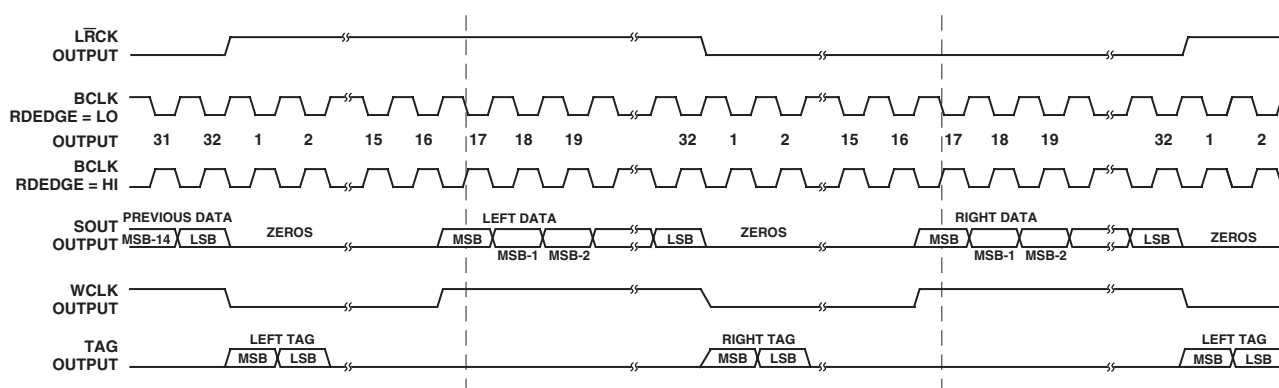 LR̅CK
OUTPUT
BCLK
RDEDGE = LO
OUTPUT
31 32 1 2 15 16 17 18 19 32 1 2 15 16 17 18 19 32 1 2
BCLK
RDEDGE = HI
SOUT
OUTPUT
PREVIOUS DATA LEFT DATA RIGHT DATA
MSB-14 LSB ZEROS MSB MSB-1 MSB-2 LSB ZEROS MSB MSB-1 MSB-2 LSB ZEROS
WCLK
OUTPUT
TAG
OUTPUT
LEFT TAG RIGHT TAG LEFT TAG
MSB LSB MSB LSB MSB LSB